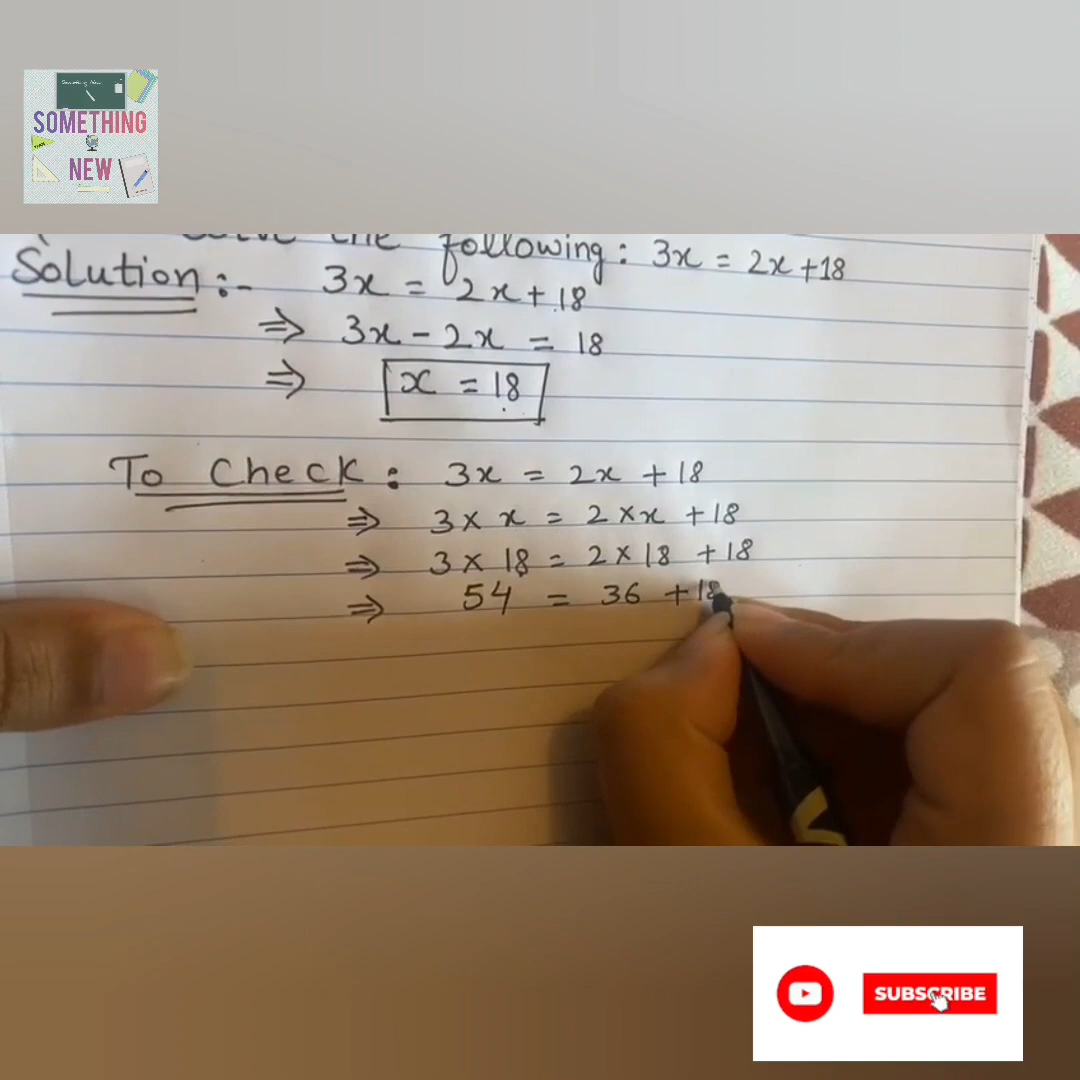 SOMETHING
NEW
following: 3x = 2x+18
Solution:- 3x = 2x+18
⇒ 3x - 2x = 18
⇒ x = 18
To Check: 3x = 2x +18
⇒ 3 × x = 2 × x +18
⇒ 3 × 18 = 2 × 18 +18
⇒ 54 = 36 +18
SUBSCRIBE